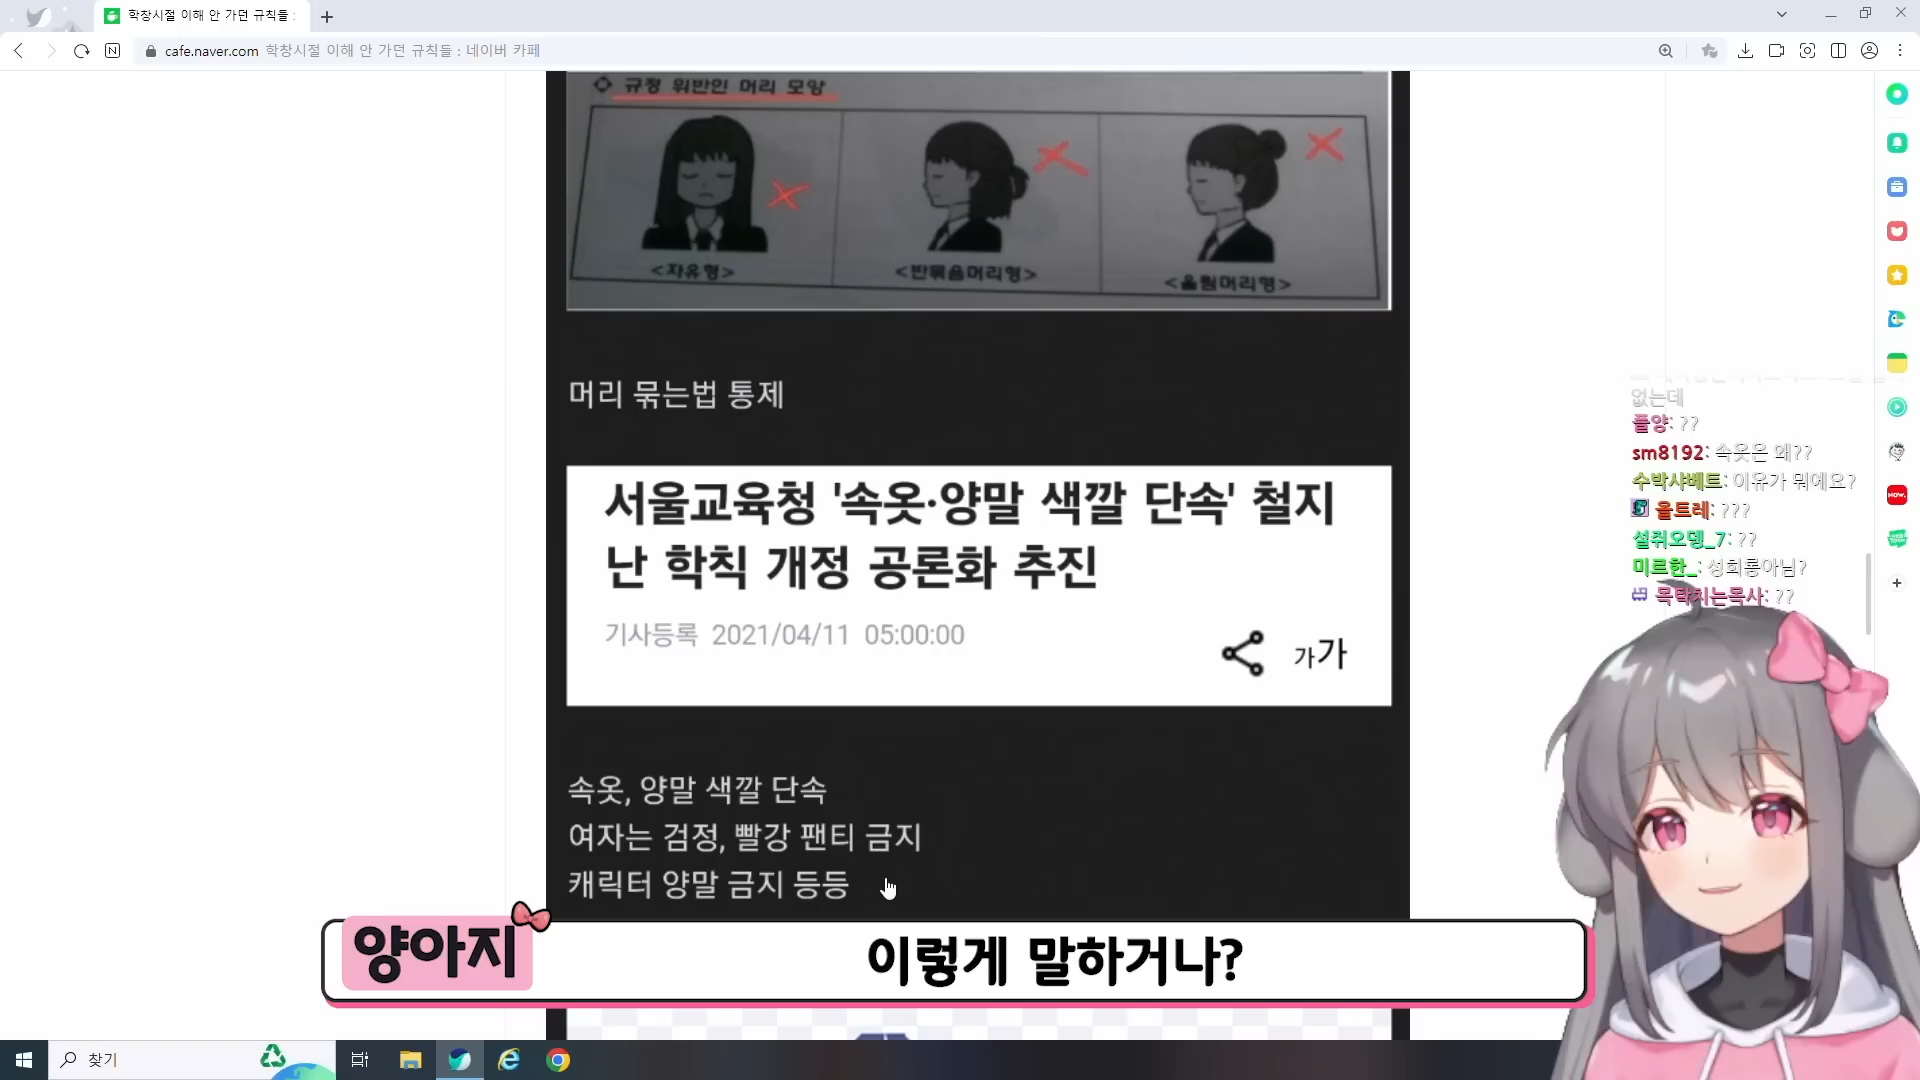 학창시절 이해 안 가던 규칙들 :
cafe.naver.com 학창시절 이해 안 가던 규칙들 : 네이버 카페
규정 위반인 머리 모양
<자유형>
<반묶음머리형>
<올림머리형>
머리 묶는법 통제
서울교육청 '속옷·양말 색깔 단속' 철지
난 학칙 개정 공론화 추진
기사등록 2021/04/11 05:00:00
가가
속옷, 양말 색깔 단속
여자는 검정, 빨강 팬티 금지
캐릭터 양말 금지 등등
없는데
플양: ??
sm8192: 속옷은 왜??
수박샤베트: 이유가 뭐에요?
울트레: ???
설쥐오뎅_7: ??
미르한_: 성희롱아님?
목탁치는목사: ??
NOW.
양아지
이렇게 말하거나?
찾기